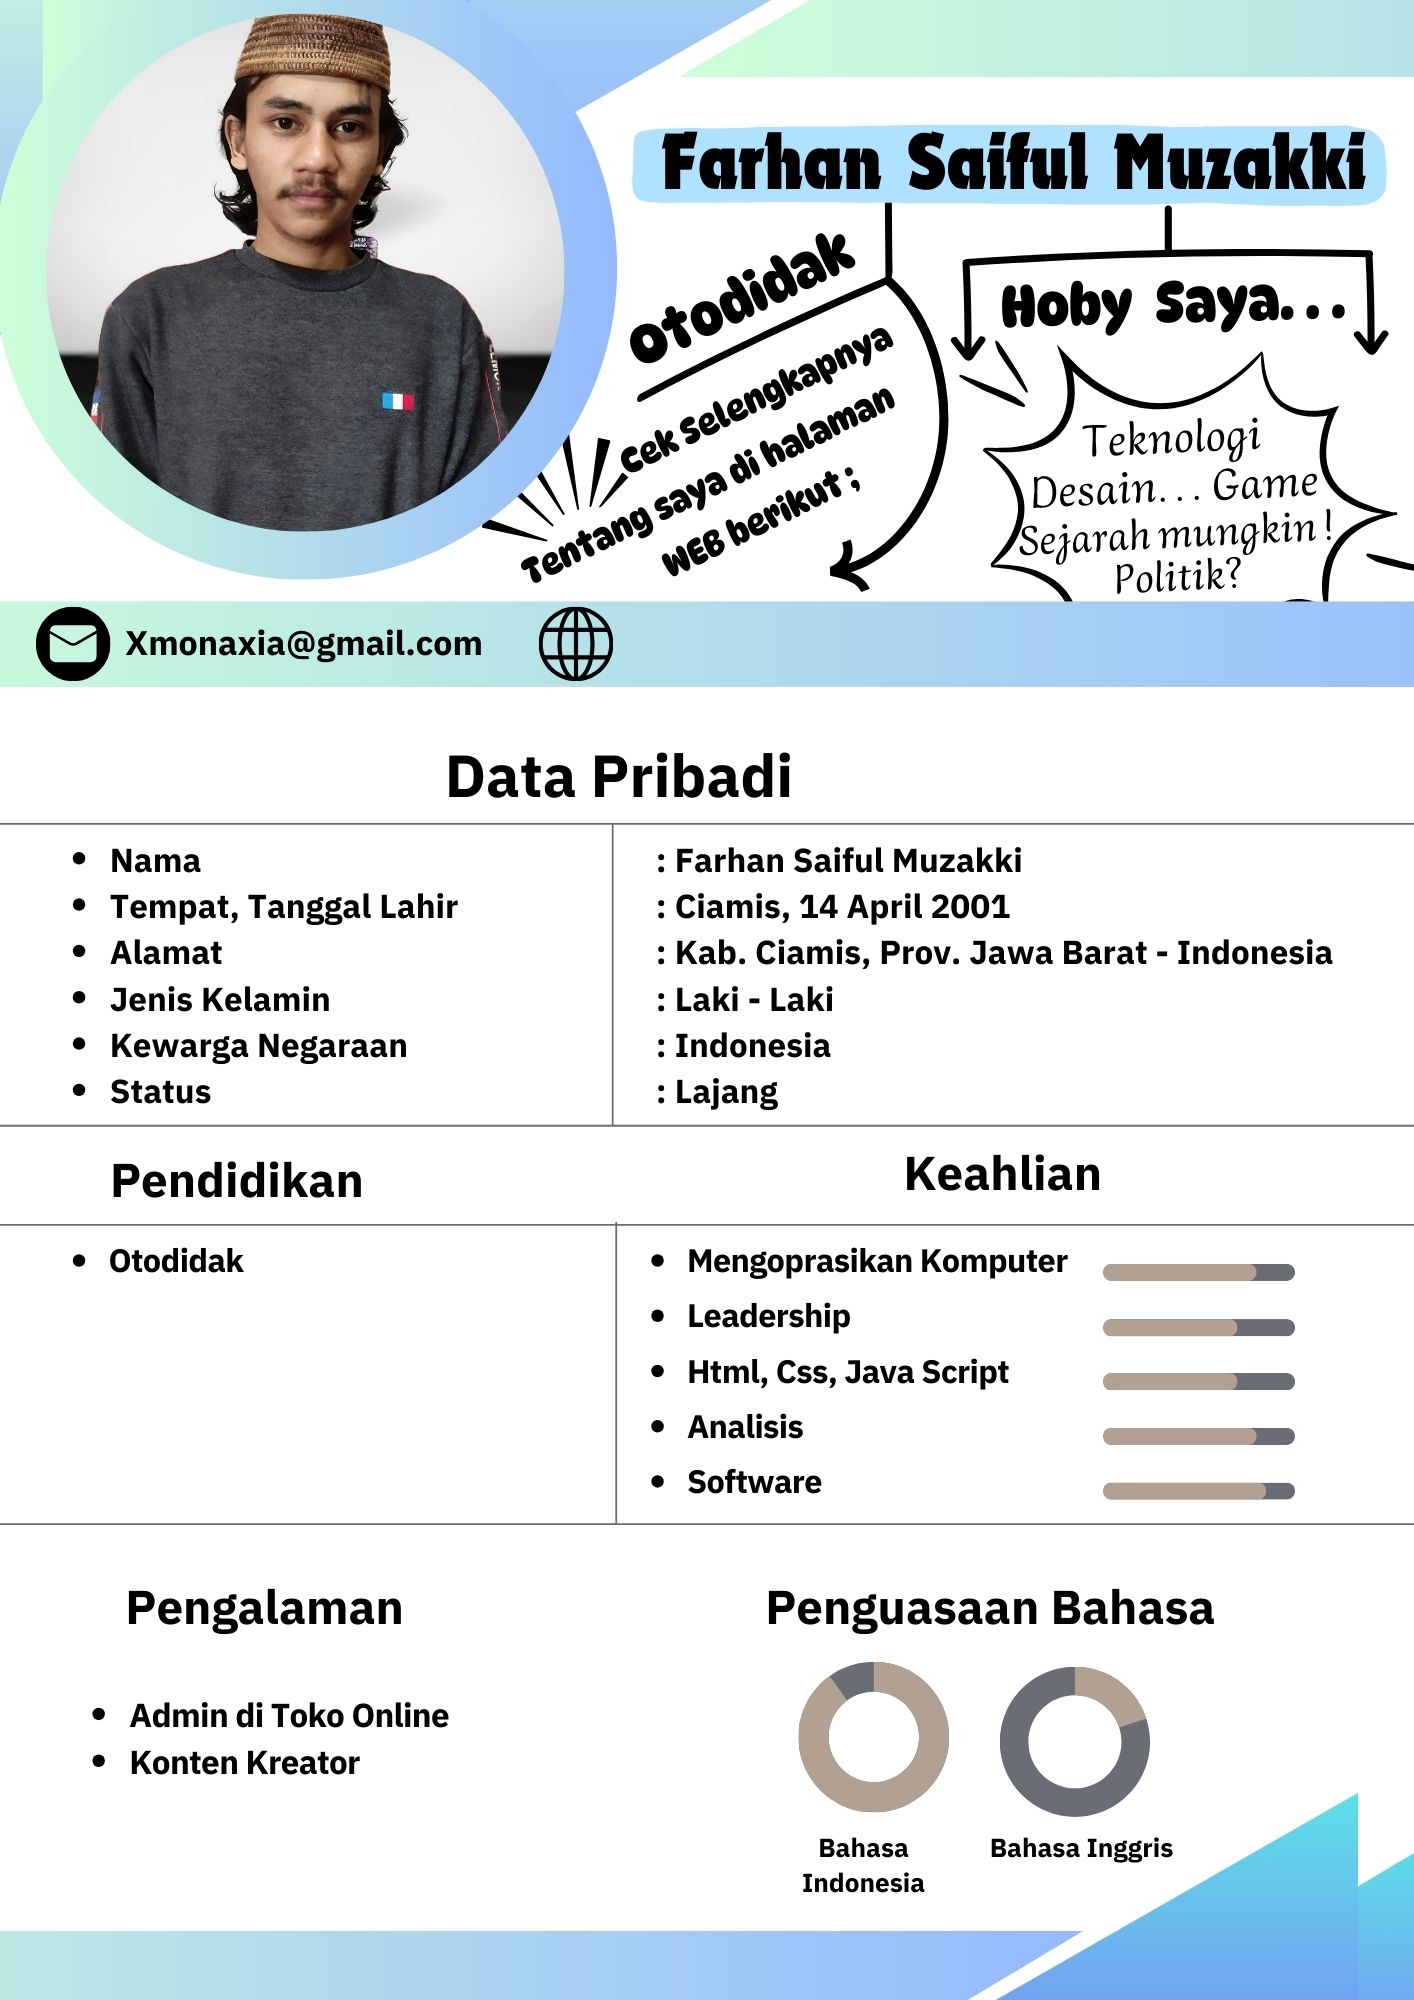 Farhan Saiful Muzakki
Otodidak
Cek Selengkapnya
Tentang saya di halaman
WEB berikut ;
Hoby Saya...
Teknologi
Desain... Game
Sejarah mungkin!
Politik?
Xmonaxia@gmail.com
Data Pribadi
Nama : Farhan Saiful Muzakki
Tempat, Tanggal Lahir : Ciamis, 14 April 2001
Alamat : Kab. Ciamis, Prov. Jawa Barat - Indonesia
Jenis Kelamin : Laki - Laki
Kewarga Negaraan : Indonesia
Status : Lajang
Pendidikan
Otodidak
Keahlian
Mengoprasikan Komputer
Leadership
Html, Css, Java Script
Analisis
Software
Pengalaman
Admin di Toko Online
Konten Kreator
Penguasaan Bahasa
Bahasa
Indonesia
Bahasa Inggris